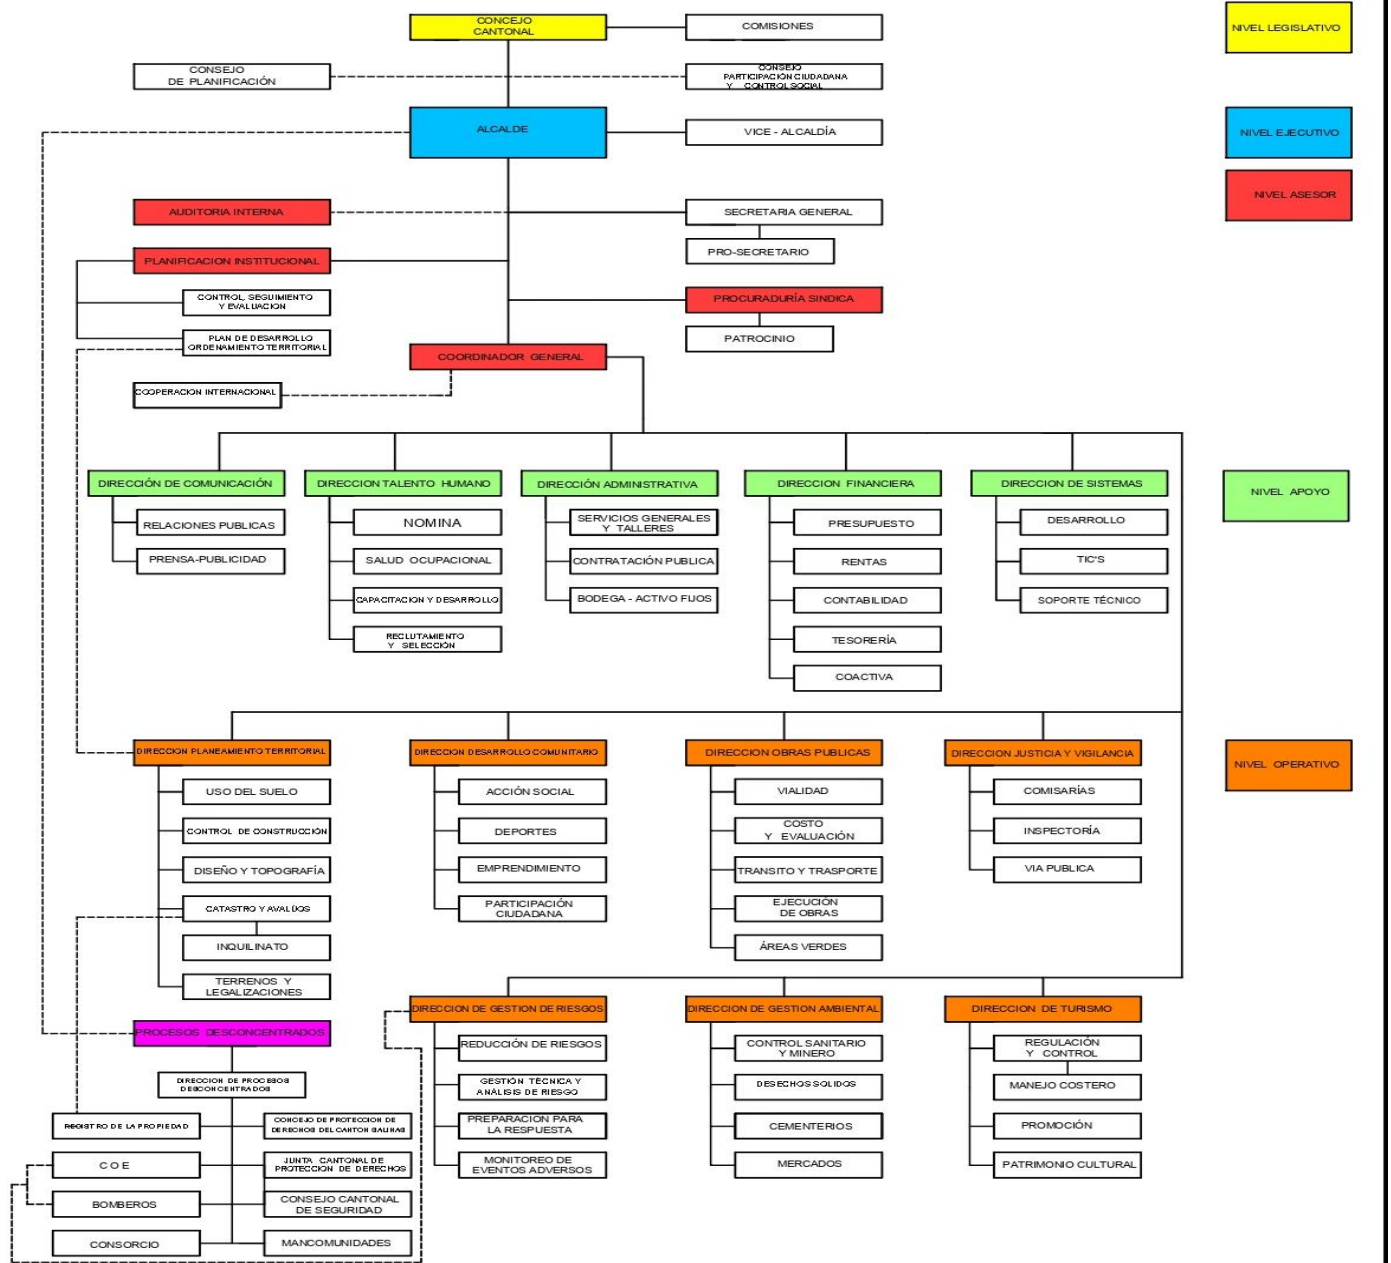 CONCEJO
CANTONAL
COMISIONES
NIVEL LEGISLATIVO
CONSEJO
DE PLANIFICACIÓN
CONSEJO
PARTICIPACIÓN CIUDADANA
Y CONTROL SOCIAL
ALCALDE
VICE - ALCALDÍA
NIVEL EJECUTIVO
AUDITORIA INTERNA
SECRETARIA GENERAL
NIVEL ASESOR
PRO-SECRETARIO
PLANIFICACION INSTITUCIONAL
CONTROL, SEGUIMIENTO
Y EVALUACION
PROCURADURÍA SINDICA
PLAN DE DESARROLLO
ORDENAMIENTO TERRITORIAL
PATROCINIO
COORDINADOR GENERAL
COOPERACION INTERNACIONAL
DIRECCIÓN DE COMUNICACIÓN
DIRECCION TALENTO HUMANO
DIRECCIÓN ADMINISTRATIVA
DIRECCION FINANCIERA
DIRECCION DE SISTEMAS
NIVEL APOYO
RELACIONES PUBLICAS
PRENSA-PUBLICIDAD
NOMINA
SALUD OCUPACIONAL
CAPACITACION Y DESARROLLO
RECLUTAMIENTO
Y SELECCIÓN
SERVICIOS GENERALES
Y TALLERES
CONTRATACIÓN PUBLICA
BODEGA - ACTIVO FIJOS
PRESUPUESTO
RENTAS
CONTABILIDAD
TESORERÍA
COACTIVA
DESARROLLO
TIC'S
SOPORTE TÉCNICO
DIRECCION PLANEAMIENTO TERRITORIAL
DIRECCION DESARROLLO COMUNITARIO
DIRECCION OBRAS PUBLICAS
DIRECCION JUSTICIA Y VIGILANCIA
NIVEL OPERATIVO
USO DEL SUELO
CONTROL DE CONSTRUCCIÓN
DISEÑO Y TOPOGRAFÍA
CATASTRO Y AVALÚOS
INQUILINATO
TERRENOS Y
LEGALIZACIONES
ACCIÓN SOCIAL
DEPORTES
EMPRENDIMIENTO
PARTICIPACIÓN
CIUDADANA
VIALIDAD
COSTO
Y EVALUACIÓN
TRANSITO Y TRASPORTE
EJECUCIÓN
DE OBRAS
ÁREAS VERDES
COMISARÍAS
INSPECTORÍA
VIA PUBLICA
DIRECCION DE GESTION DE RIESGOS
DIRECCION DE GESTION AMBIENTAL
DIRECCION DE TURISMO
REDUCCIÓN DE RIESGOS
GESTIÓN TÉCNICA Y
ANÁLISIS DE RIESGO
PREPARACION PARA
LA RESPUESTA
MONITOREO DE
EVENTOS ADVERSOS
CONTROL SANITARIO
Y MINERO
DESECHOS SOLIDOS
CEMENTERIOS
MERCADOS
REGULACIÓN
Y CONTROL
MANEJO COSTERO
PROMOCIÓN
PATRIMONIO CULTURAL
PROCESOS DESCONCENTRADOS
DIRECCION DE PROCESOS
DESCONCENTRADOS
REGISTRO DE LA PROPIEDAD
CONCEJO DE PROTECCION DE
DERECHOS DEL CANTON SALINAS
C O E
JUNTA CANTONAL DE
PROTECCION DE DERECHOS
BOMBEROS
CONSEJO CANTONAL
DE SEGURIDAD
CONSORCIO
MANCOMUNIDADES